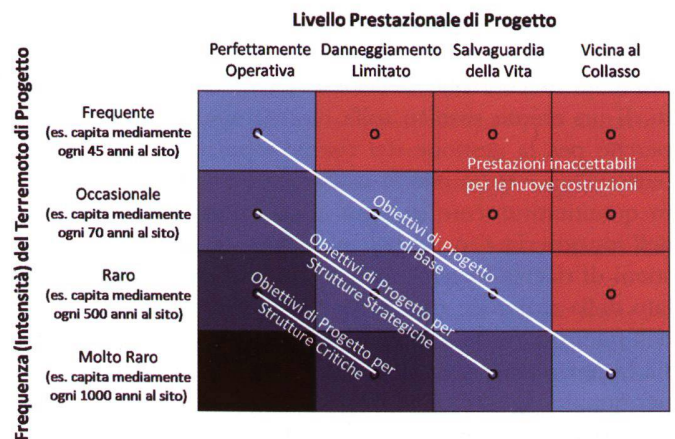 Livello Prestazionale di Progetto
Perfettamente Operativa
Danneggiamento Limitato
Salvaguardia della Vita
Vicina al Collasso
Frequenza (Intensità) del Terremoto di Progetto
Frequente
(es. capita mediamente
ogni 45 anni al sito)
Occasionale
(es. capita mediamente
ogni 70 anni al sito)
Raro
(es. capita mediamente
ogni 500 anni al sito)
Molto Raro
(es. capita mediamente
ogni 1000 anni al sito)
Prestazioni inaccettabili
per le nuove costruzioni
Obiettivi di Progetto
di Base
Obiettivi di Progetto per
Strutture Strategiche
Obiettivi di Progetto per
Strutture Critiche